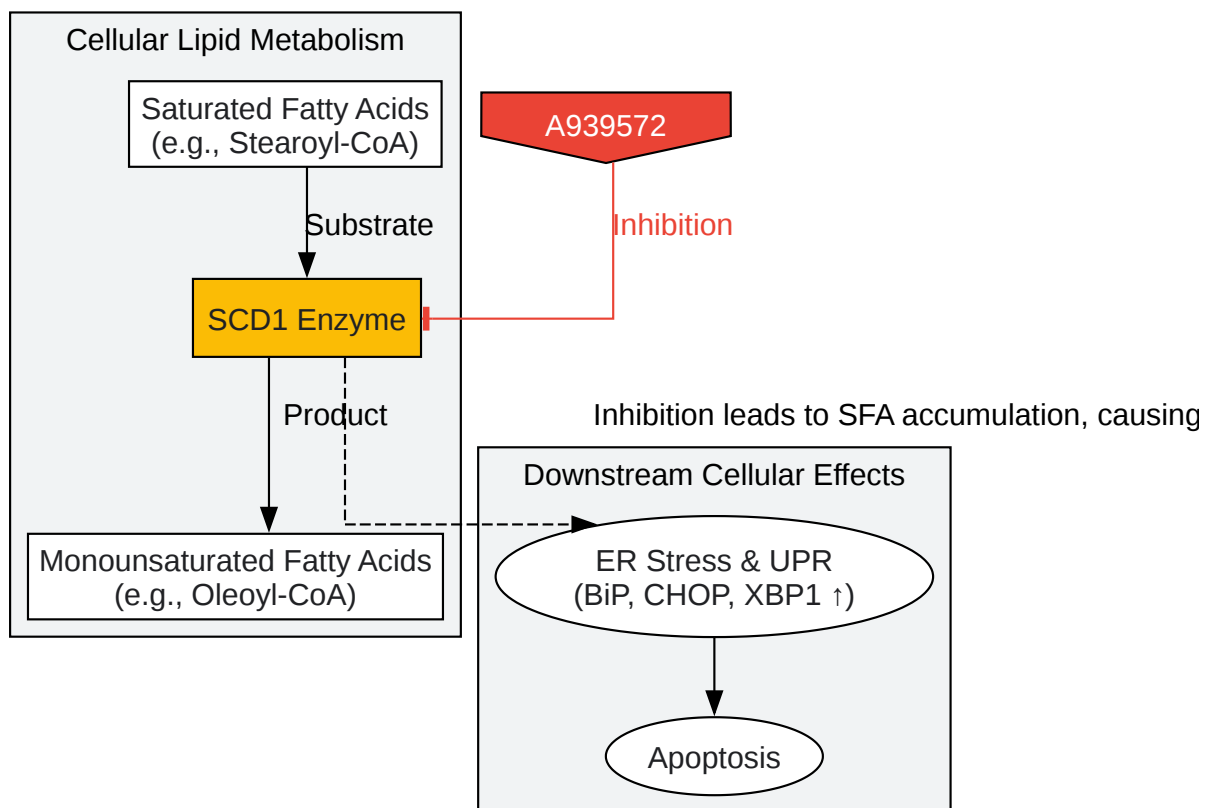 Cellular Lipid Metabolism
Saturated Fatty Acids
(e.g., Stearoyl-CoA)
A939572
Substrate
Inhibition
SCD1 Enzyme
Product
Inhibition leads to SFA accumulation, causing
Downstream Cellular Effects
Monounsaturated Fatty Acids
(e.g., Oleoyl-CoA)
ER Stress & UPR
(BiP, CHOP, XBP1 ↑)
Apoptosis